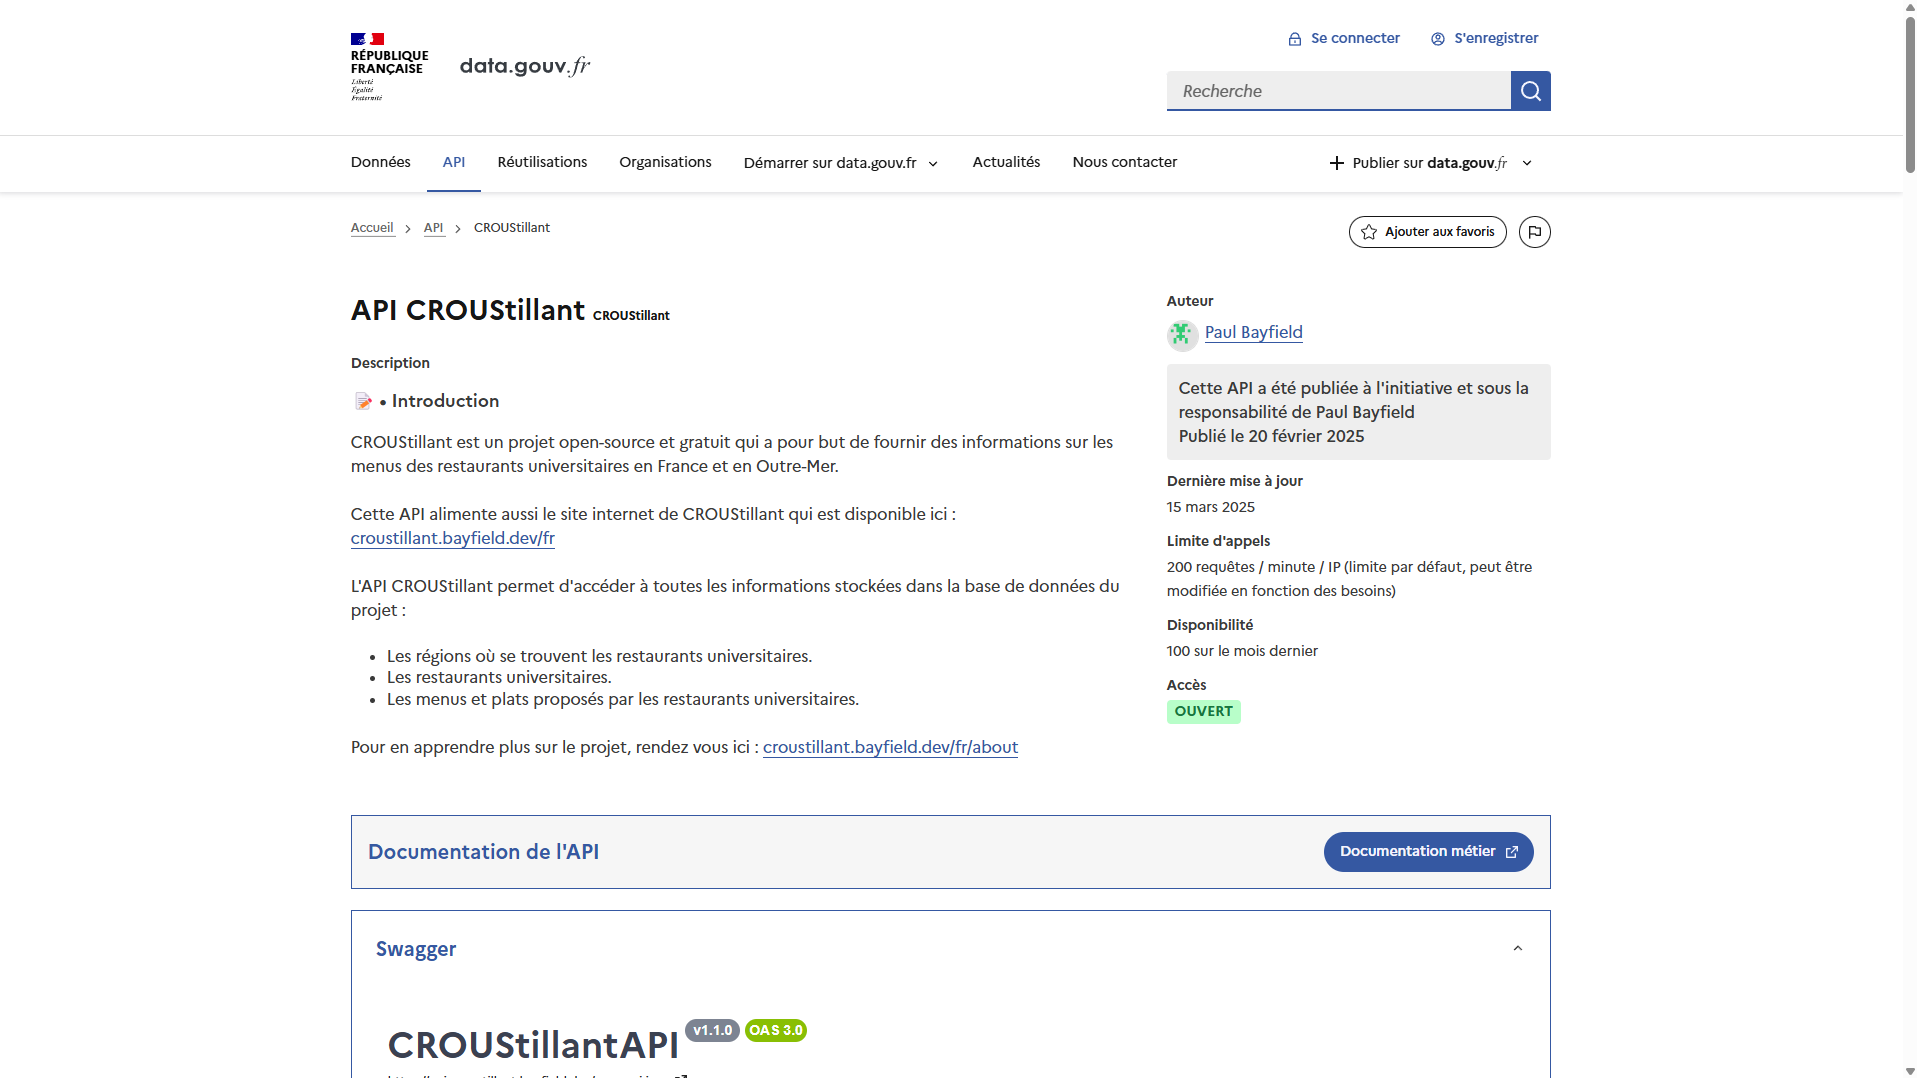 RÉPUBLIQUE
FRANÇAISE
Liberté
Égalité
Fraternité
data.gouv.fr
Se connecter
S'enregistrer
Recherche
Données
API
Réutilisations
Organisations
Démarrer sur data.gouv.fr
Actualités
Nous contacter
Publier sur data.gouv.fr
Accueil
API
CROUStillant
Ajouter aux favoris
API CROUStillant CROUStillant
Description
📝 • Introduction
CROUStillant est un projet open-source et gratuit qui a pour but de fournir des informations sur les
menus des restaurants universitaires en France et en Outre-Mer.
Cette API alimente aussi le site internet de CROUStillant qui est disponible ici :
croustillant.bayfield.dev/fr
L'API CROUStillant permet d'accéder à toutes les informations stockées dans la base de données du
projet :
• Les régions où se trouvent les restaurants universitaires.
• Les restaurants universitaires.
• Les menus et plats proposés par les restaurants universitaires.
Pour en apprendre plus sur le projet, rendez vous ici : croustillant.bayfield.dev/fr/about
Auteur
Paul Bayfield
Cette API a été publiée à l'initiative et sous la
responsabilité de Paul Bayfield
Publié le 20 février 2025
Dernière mise à jour
15 mars 2025
Limite d'appels
200 requêtes / minute / IP (limite par défaut, peut être
modifiée en fonction des besoins)
Disponibilité
100 sur le mois dernier
Accès
OUVERT
Documentation de l'API
Documentation métier
Swagger
CROUStillantAPI v1.1.0 OAS 3.0